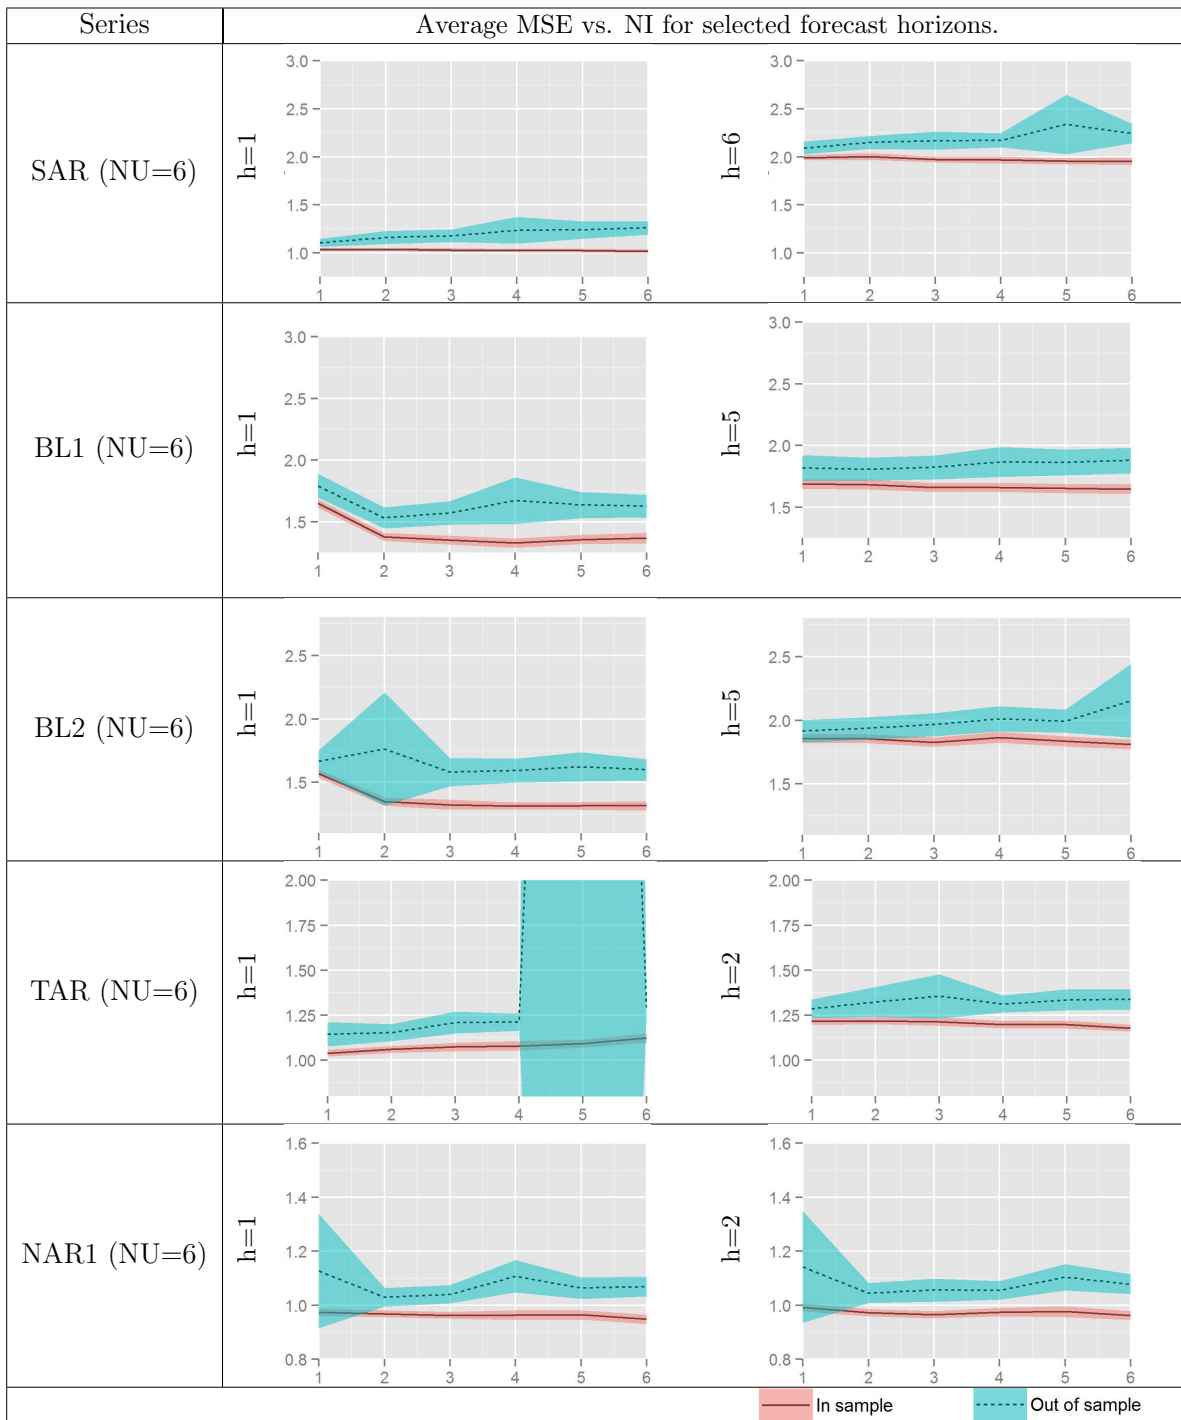 Series Average MSE vs. NI for selected forecast horizons.
SAR (NU=6)
h=1
3.0
2.5
2.0
1.5
1.0
1 2 3 4 5 6
h=6
3.0
2.5
2.0
1.5
1.0
1 2 3 4 5 6
BL1 (NU=6)
h=1
3.0
2.5
2.0
1.5
1 2 3 4 5 6
h=5
3.0
2.5
2.0
1.5
1 2 3 4 5 6
BL2 (NU=6)
h=1
2.5
2.0
1.5
1 2 3 4 5 6
h=5
2.5
2.0
1.5
1 2 3 4 5 6
TAR (NU=6)
h=1
2.00
1.75
1.50
1.25
1.00
1 2 3 4 5 6
h=2
2.00
1.75
1.50
1.25
1.00
1 2 3 4 5 6
NAR1 (NU=6)
h=1
1.6
1.4
1.2
1.0
0.8
1 2 3 4 5 6
h=2
1.6
1.4
1.2
1.0
0.8
1 2 3 4 5 6
In sample Out of sample